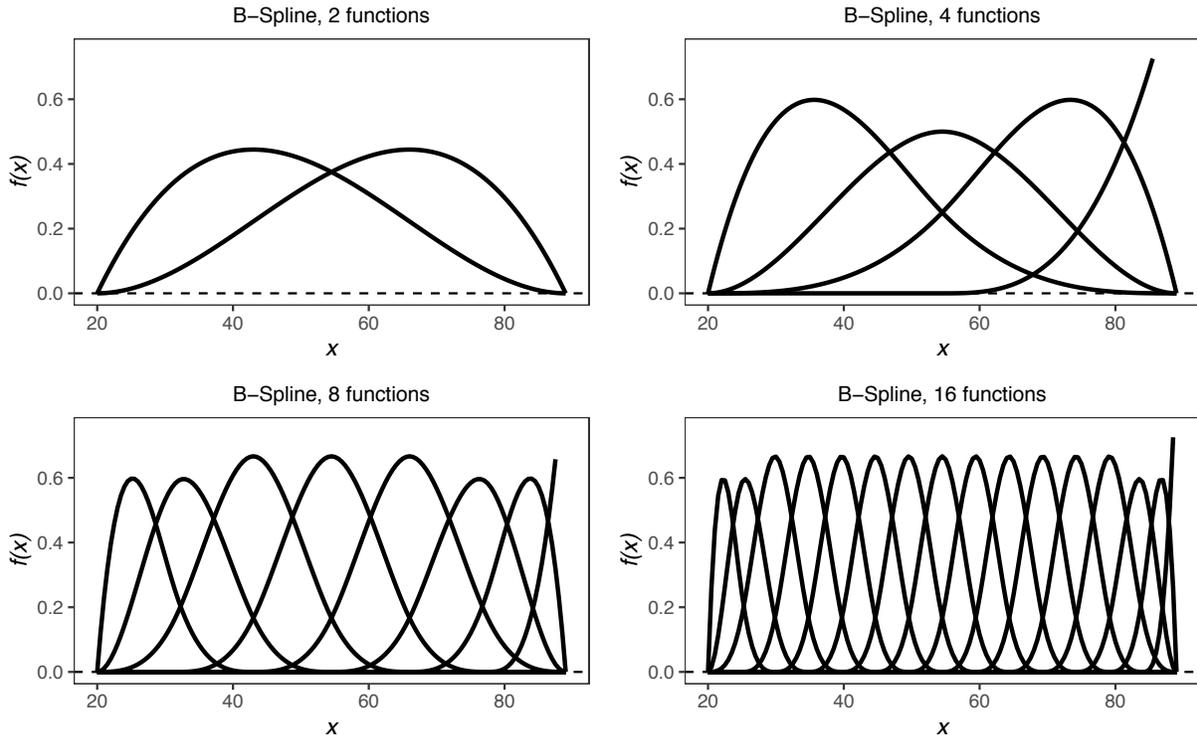 B−Spline, 2 functions
0.6
0.4
0.2
0.0
f(x)
20 40 60 80
x
B−Spline, 4 functions
0.6
0.4
0.2
0.0
f(x)
20 40 60 80
x
B−Spline, 8 functions
0.6
0.4
0.2
0.0
f(x)
20 40 60 80
x
B−Spline, 16 functions
0.6
0.4
0.2
0.0
f(x)
20 40 60 80
x